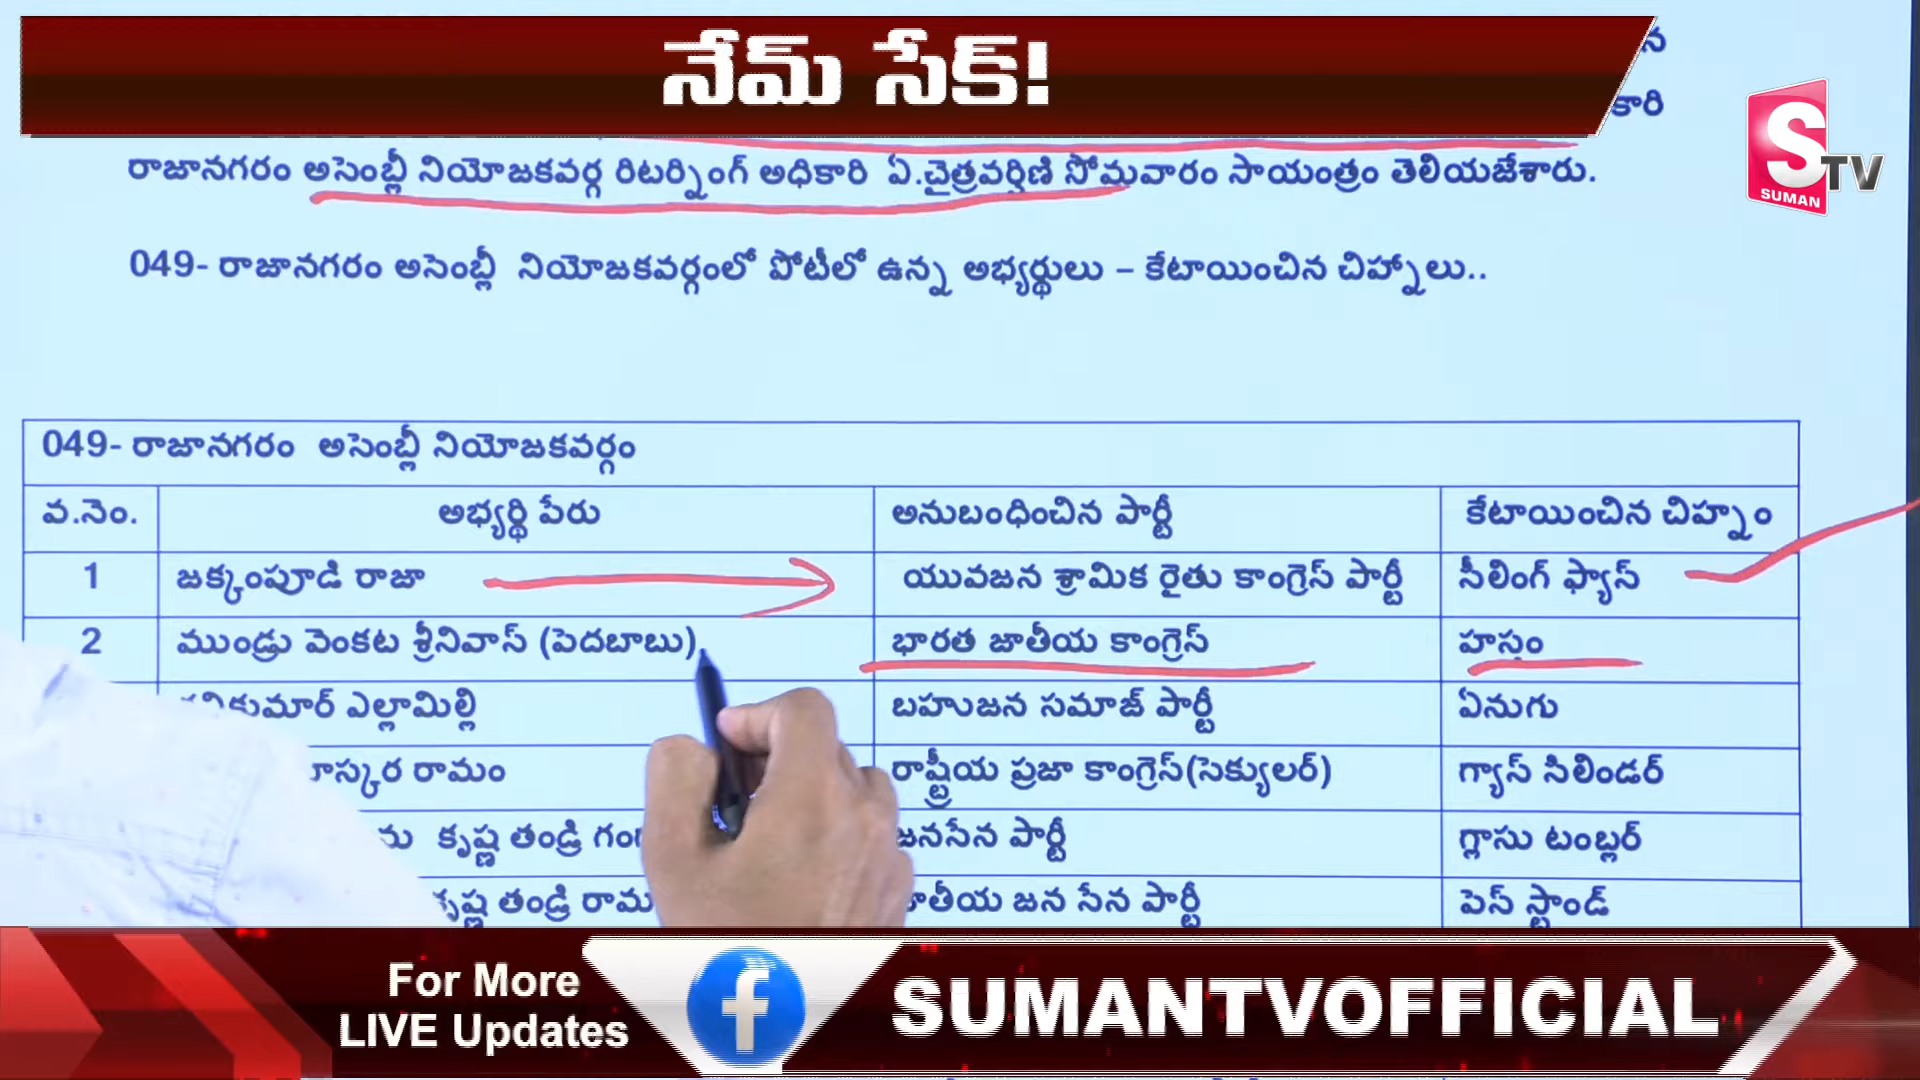 నేమ్ సేక్!
న
కారి
S TV
SUMAN
రాజానగరం అసెంబ్లీ నియోజకవర్గ రిటర్నింగ్ అధికారి ఏ.చైత్రవర్షిణి సోమవారం సాయంత్రం తెలియజేశారు.
049- రాజానగరం అసెంబ్లీ నియోజకవర్గంలో పోటీలో ఉన్న అభ్యర్థులు – కేటాయించిన చిహ్నాలు..
049- రాజానగరం అసెంబ్లీ నియోజకవర్గం
వ.నెం. అభ్యర్థి పేరు అనుబంధించిన పార్టీ కేటాయించిన చిహ్నం
1 జక్కంపూడి రాజా యువజన శ్రామిక రైతు కాంగ్రెస్ పార్టీ సీలింగ్ ఫ్యాన్
2 ముండ్రు వెంకట శ్రీనివాస్ (పెదబాబు) భారత జాతీయ కాంగ్రెస్ హస్తం
ఎల్లామిల్లి బహుజన సమాజ్ పార్టీ ఏనుగు
రామం రాష్ట్రీయ ప్రజా కాంగ్రెస్(సెక్యులర్) గ్యాస్ సిలిండర్
కృష్ణ తండ్రి జనసేన పార్టీ గ్లాసు టంబ్లర్
తండ్రి జన సేన పార్టీ పెన్ స్టాండ్
For More
LIVE Updates
f SUMANTVOFFICIAL